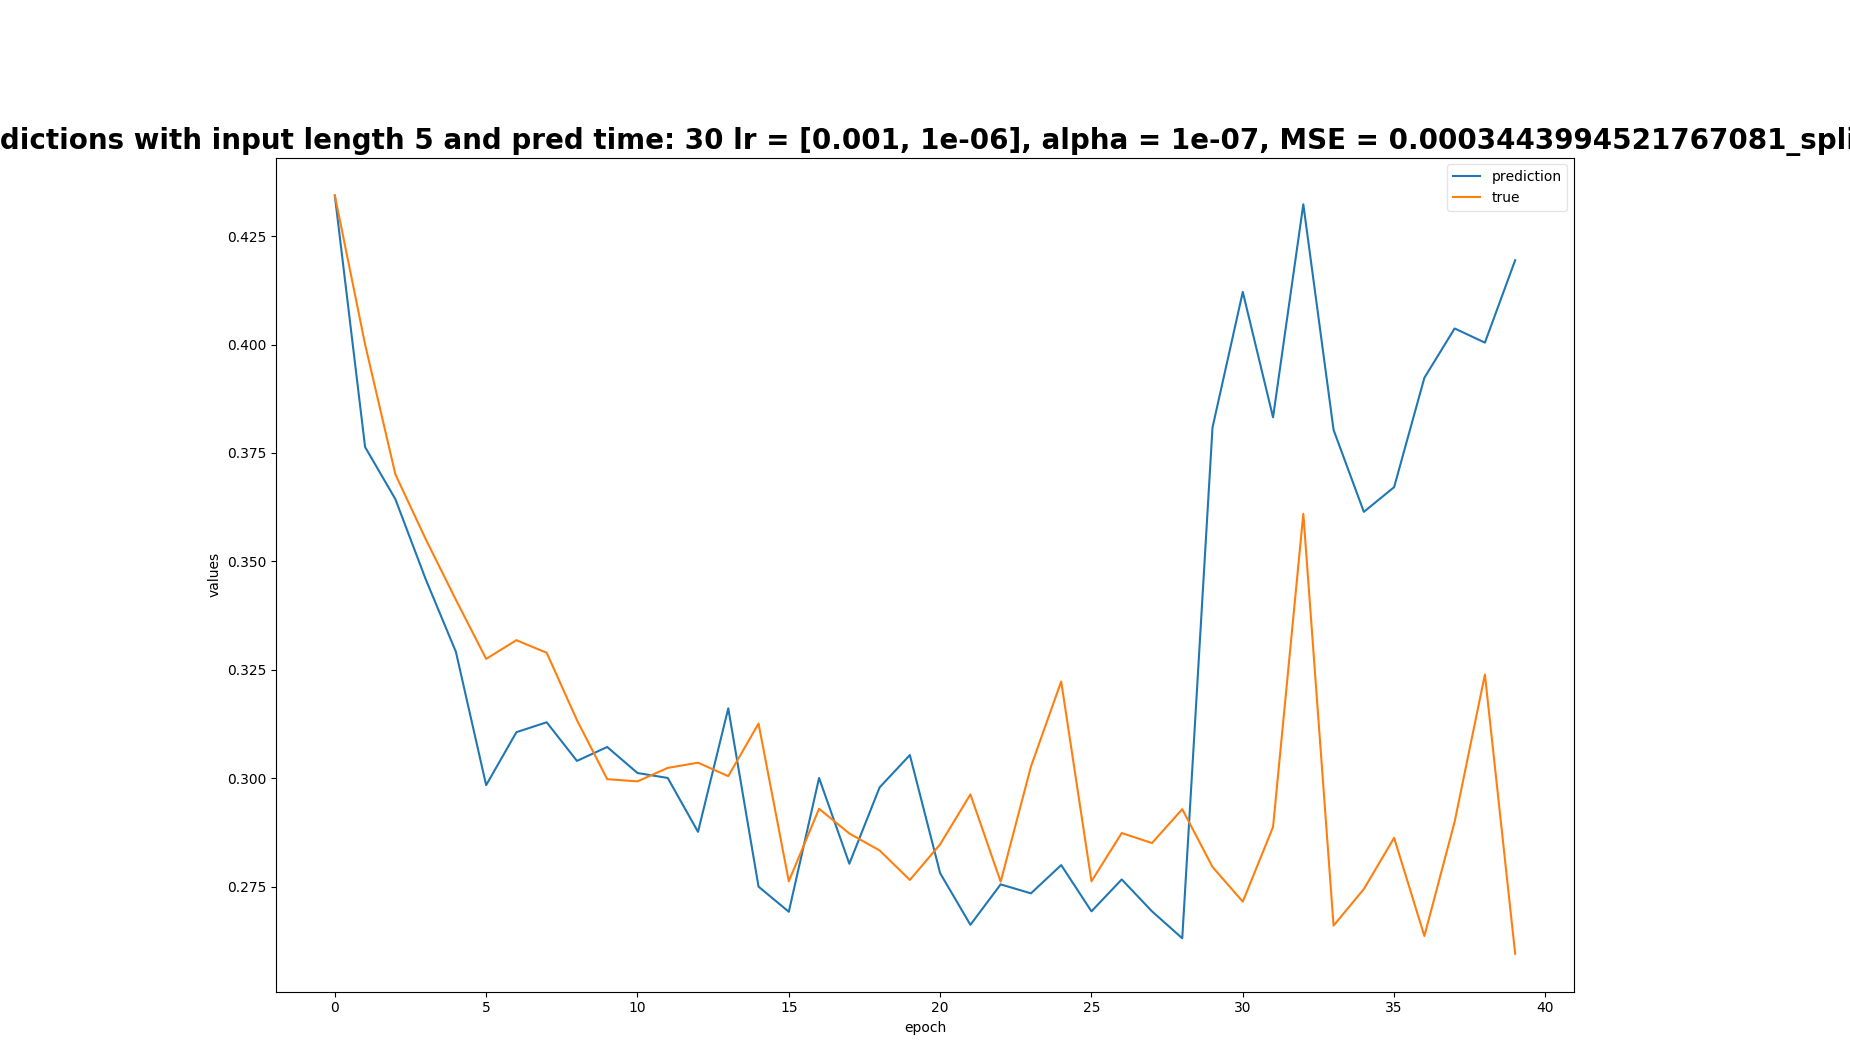 dictions with input length 5 and pred time: 30 lr = [0.001, 1e-06], alpha = 1e-07, MSE = 0.0003443994521767081_spli
prediction
true
0.425
0.400
0.375
0.350
0.325
0.300
0.275
values
0 5 10 15 20 25 30 35 40
epoch